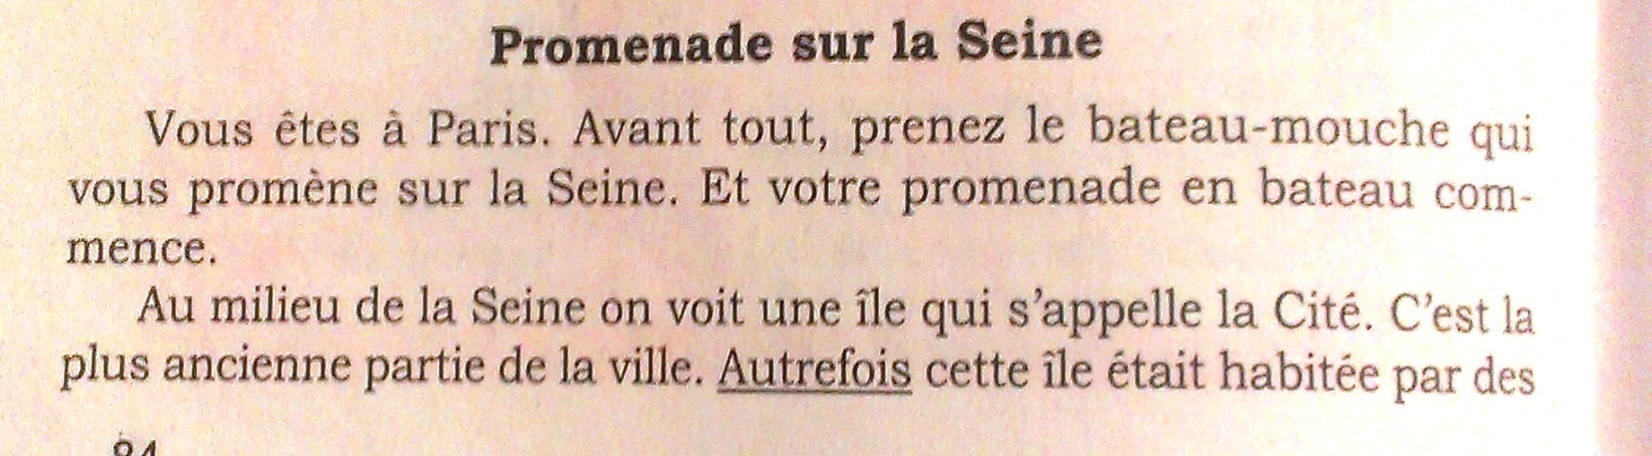 Promenade sur la Seine
Vous êtes à Paris. Avant tout, prenez le bateau-mouche qui
vous promène sur la Seine. Et votre promenade en bateau com-
mence.
Au milieu de la Seine on voit une île qui s'appelle la Cité. C'est la
plus ancienne partie de la ville. Autrefois cette île était habitée par des